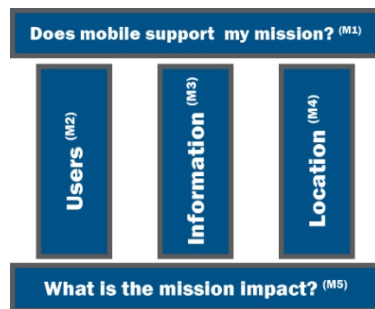 Does mobile support my mission? (M1)
Users (M2)
Information (M3)
Location (M4)
What is the mission impact? (M5)